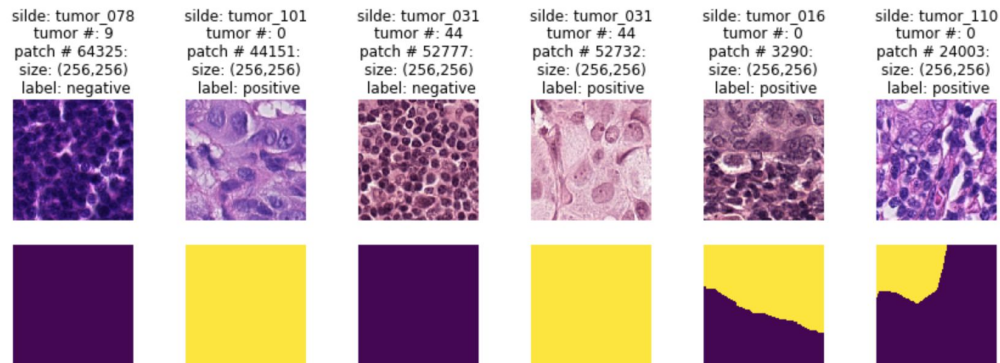 silde: tumor_078
tumor #: 9
patch # 64325:
size: (256,256)
label: negative
silde: tumor_101
tumor #: 0
patch # 44151:
size: (256,256)
label: positive
silde: tumor_031
tumor #: 44
patch # 52777:
size: (256,256)
label: negative
silde: tumor_031
tumor #: 44
patch # 52732:
size: (256,256)
label: positive
silde: tumor_016
tumor #: 0
patch # 3290:
size: (256,256)
label: positive
silde: tumor_110
tumor #: 0
patch # 24003:
size: (256,256)
label: positive